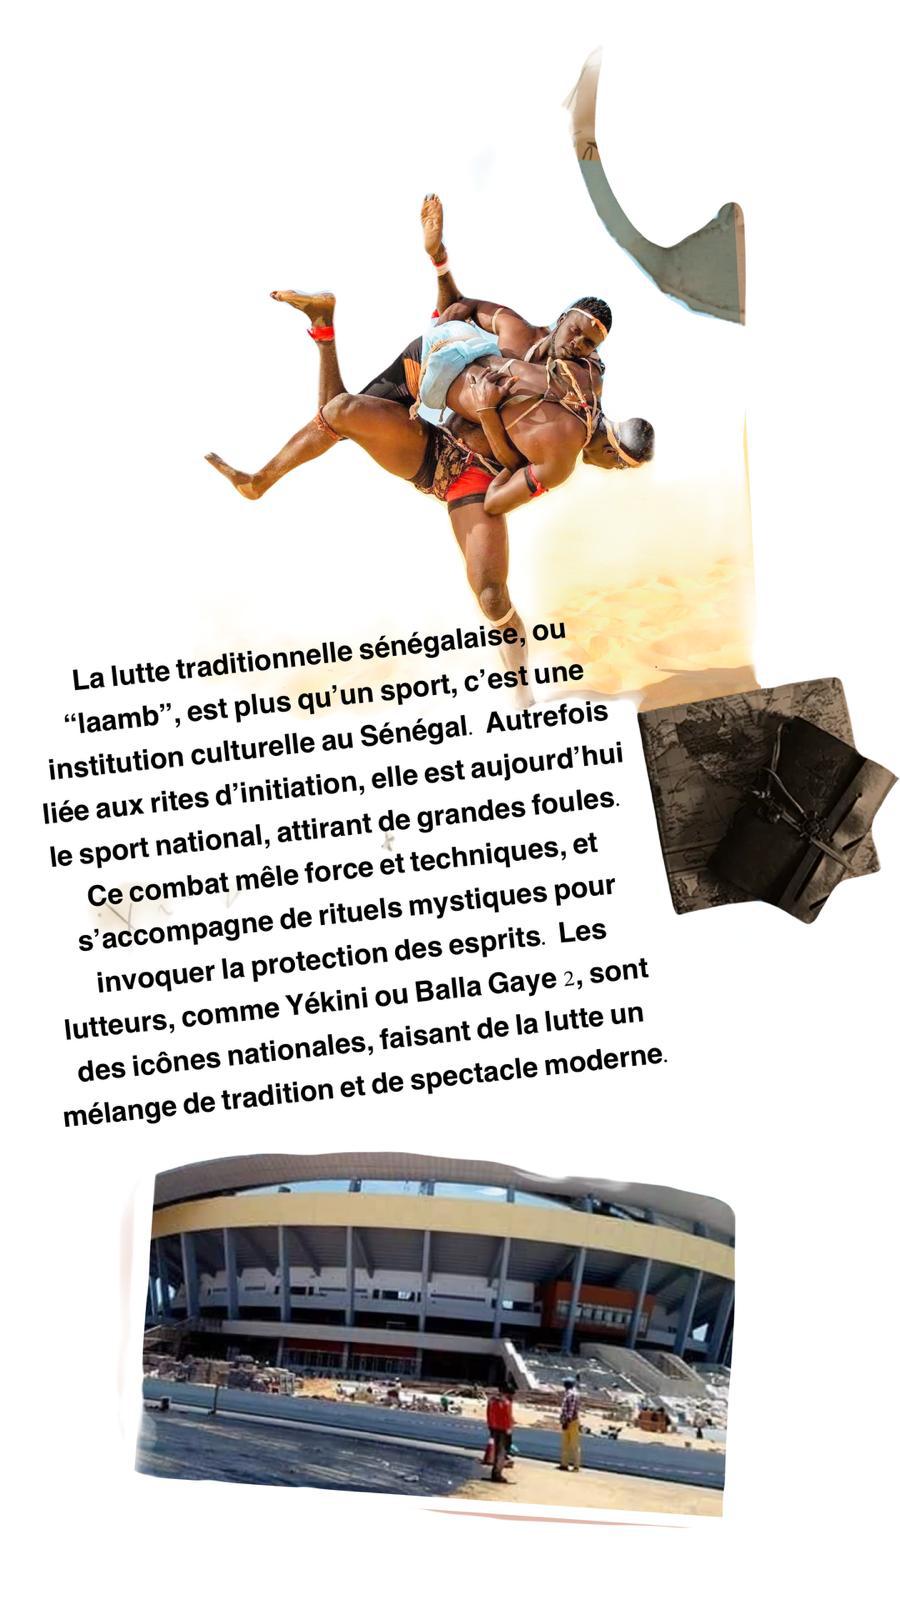 La lutte traditionnelle sénégalaise, ou
“laamb”, est plus qu’un sport, c’est une
institution culturelle au Sénégal. Autrefois
liée aux rites d’initiation, elle est aujourd’hui
le sport national, attirant de grandes foules.
Ce combat mêle force et techniques, et
s’accompagne de rituels mystiques pour
invoquer la protection des esprits. Les
lutteurs, comme Yékini ou Balla Gaye 2, sont
des icônes nationales, faisant de la lutte un
mélange de tradition et de spectacle moderne.